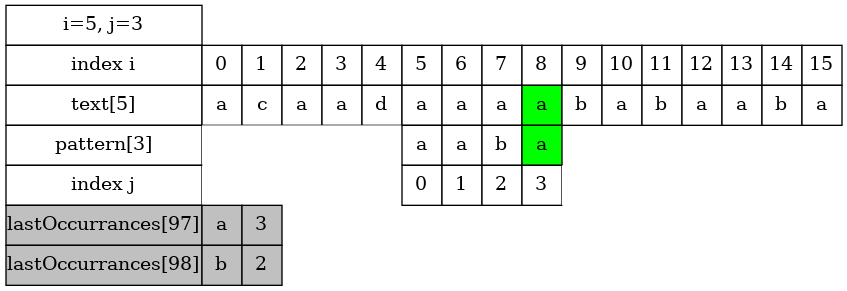 i=5, j=3
index i 0 1 2 3 4 5 6 7 8 9 10 11 12 13 14 15
text[5] a c a a d a a a a b a b a a b a
pattern[3] a a b a
index j 0 1 2 3
lastOccurrances[97] a 3
lastOccurrances[98] b 2